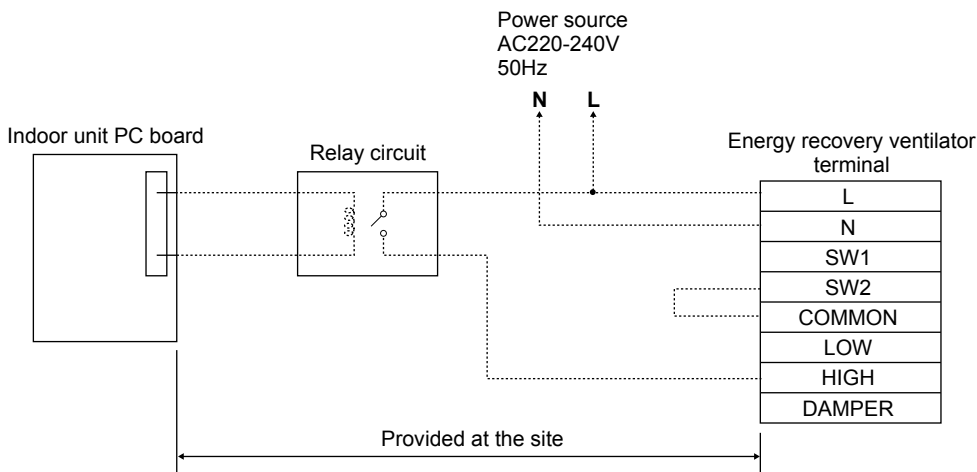 Power source
AC220-240V
50Hz
N L
Indoor unit PC board
Relay circuit
Energy recovery ventilator
terminal
L
N
SW1
SW2
COMMON
LOW
HIGH
DAMPER
Provided at the site